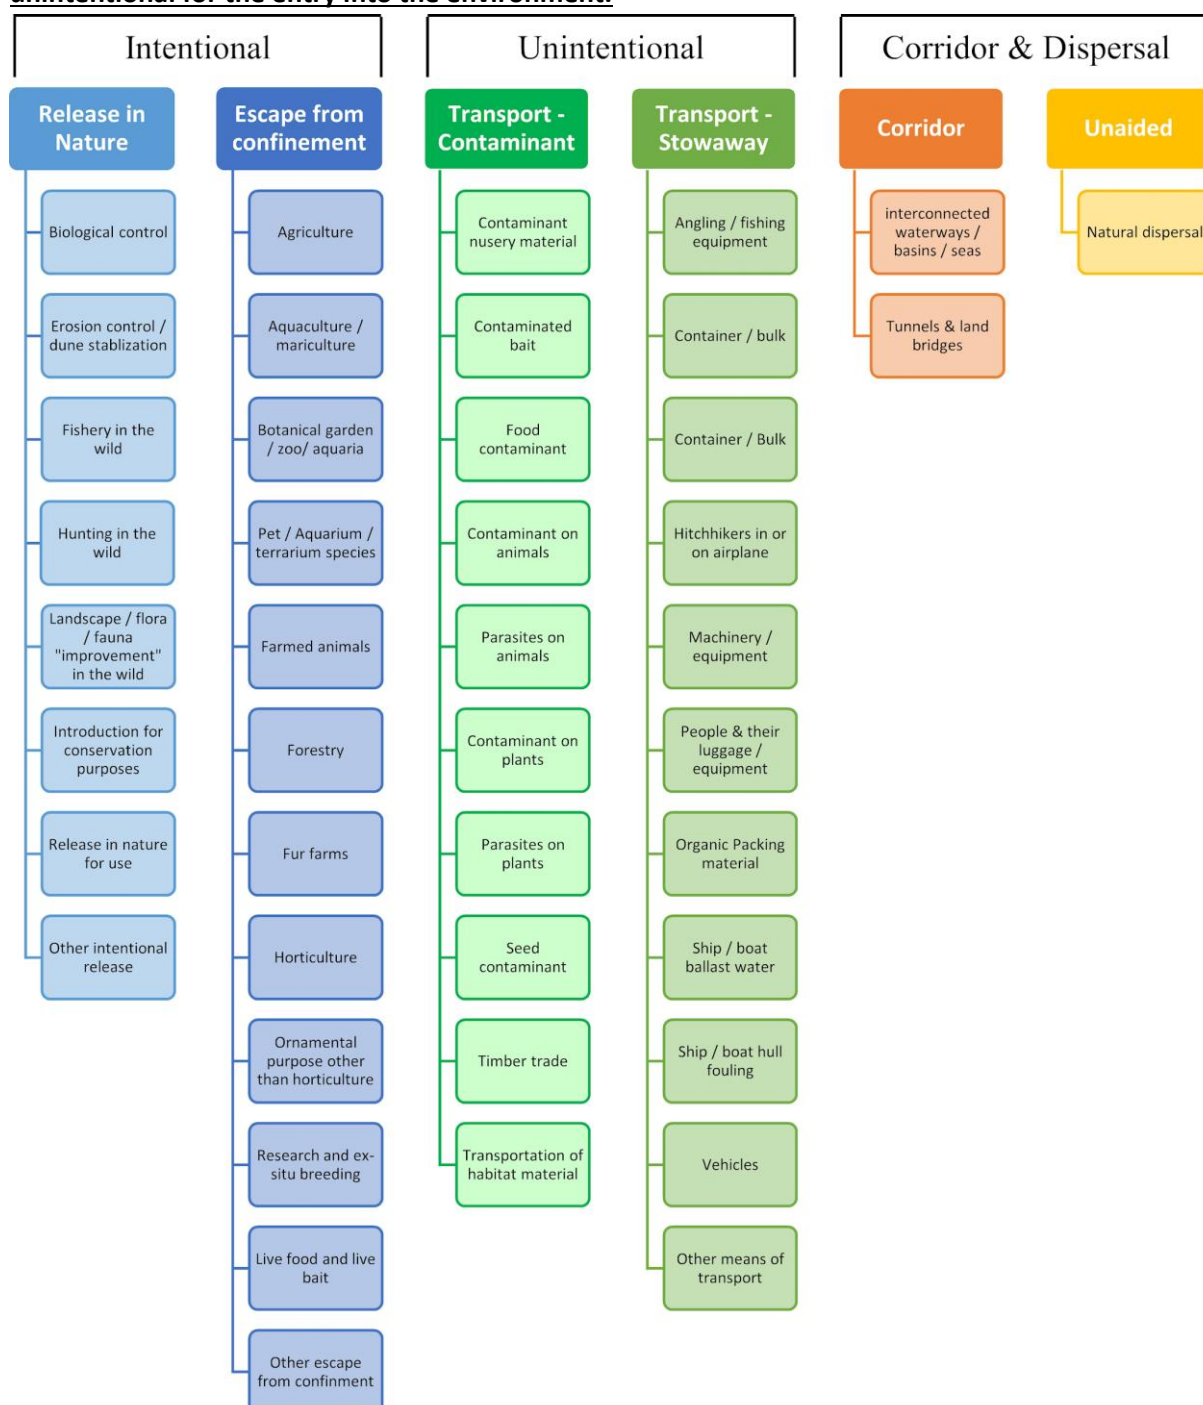 unintentional for the entry into the environment.
Intentional
Unintentional
Corridor & Dispersal
Release in
Nature
Escape from
confinement
Transport -
Contaminant
Transport -
Stowaway
Corridor
Unaided
Biological control
Erosion control /
dune stablization
Fishery in the
wild
Hunting in the
wild
Landscape / flora
/ fauna
"improvement"
in the wild
Introduction for
conservation
purposes
Release in nature
for use
Other intentional
release
Agriculture
Aquaculture /
mariculture
Botanical garden
/ zoo/ aquaria
Pet / Aquarium /
terrarium species
Farmed animals
Forestry
Fur farms
Horticulture
Ornamental
purpose other
than horticulture
Research and ex-
situ breeding
Live food and live
bait
Other escape
from confinment
Contaminant
nusery material
Contaminated
bait
Food
contaminant
Contaminant on
animals
Parasites on
animals
Contaminant on
plants
Parasites on
plants
Seed
contaminant
Timber trade
Transportation of
habitat material
Angling / fishing
equipment
Container / bulk
Container / Bulk
Hitchhikers in or
on airplane
Machinery /
equipment
People & their
luggage /
equipment
Organic Packing
material
Ship / boat
ballast water
Ship / boat hull
fouling
Vehicles
Other means of
transport
interconnected
waterways /
basins / seas
Tunnels & land
bridges
Natural dispersal